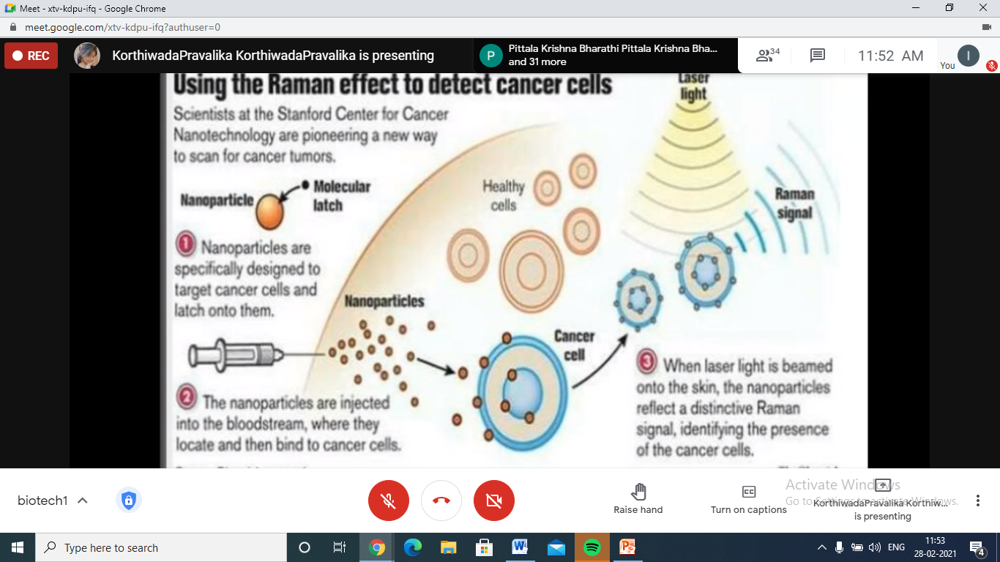 Meet - xtv-kdpu-ifq - Google Chrome
meet.google.com/xtv-kdpu-ifq?authuser=0
REC
KorthiwadaPravalika KorthiwadaPravalika is presenting
P
Pittala Krishna Bharathi Pittala Krishna Bha...
and 31 more
34
11:52 AM
You
I
Using the Raman effect to detect cancer cells
Scientists at the Stanford Center for Cancer
Nanotechnology are pioneering a new way
to scan for cancer tumors.
Nanoparticle
Molecular
latch
1 Nanoparticles are
specifically designed to
target cancer cells and
latch onto them.
Healthy
cells
Laser
light
Raman
signal
Nanoparticles
Cancer
cell
2 The nanoparticles are injected
into the bloodstream, where they
locate and then bind to cancer cells.
3 When laser light is beamed
onto the skin, the nanoparticles
reflect a distinctive Raman
signal, identifying the presence
of the cancer cells.
biotech1
Raise hand
CC
Turn on captions
KorthiwadaPravalika Korthiw...
is presenting
Activate Windows
Go to Settings to activate Windows.
Type here to search
W
P
ENG
11:53
28-02-2021
4